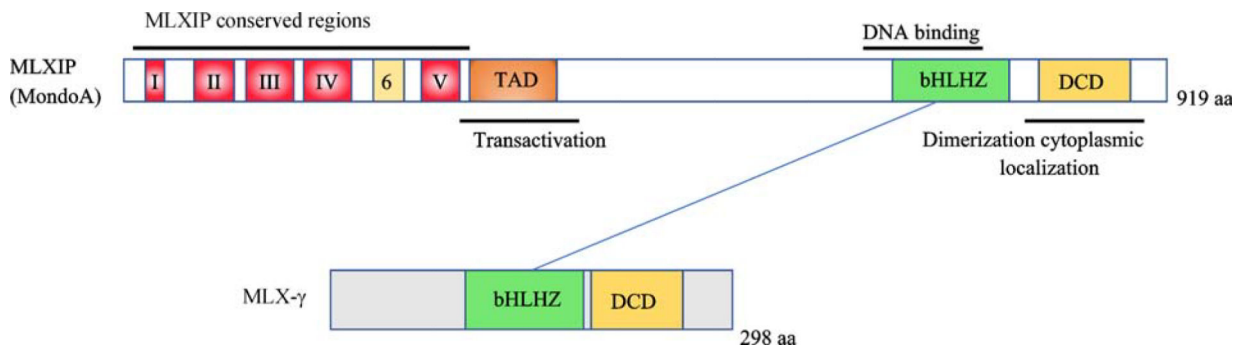 MLXIP conserved regions
DNA binding
MLXIP
(MondoA)
I II III IV 6 V TAD bHLHZ DCD
919 aa
Transactivation
Dimerization cytoplasmic
localization
MLX-γ
bHLHZ DCD
298 aa